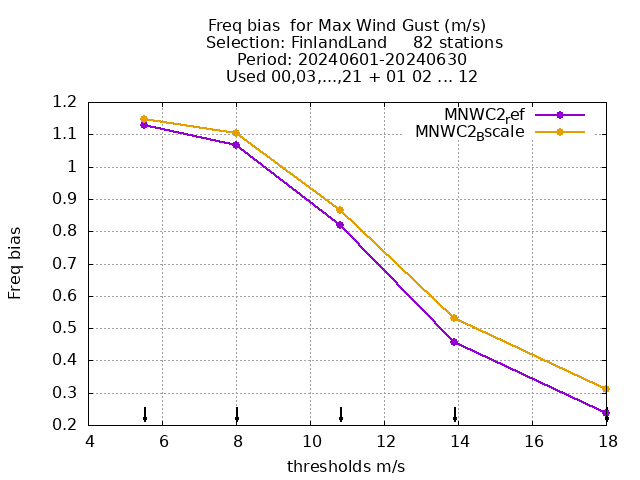 Freq bias  for Max Wind Gust (m/s)
Selection: FinlandLand     82 stations
Period: 20240601-20240630
Used 00,03,...,21 + 01 02 ... 12
MNWC2ref
MNWC2Bscale
1.2
1.1
1
0.9
0.8
0.7
0.6
0.5
0.4
0.3
0.2
Freq bias
4 6 8 10 12 14 16 18
thresholds m/s